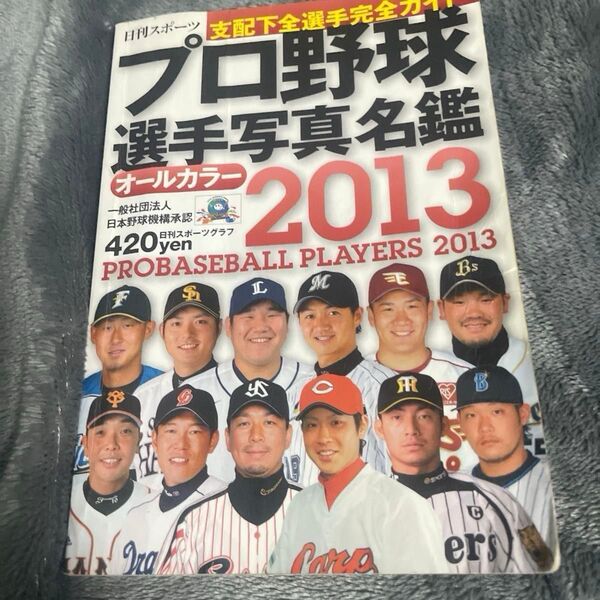 日刊スポーツ
支配下全選手完全ガイド
プロ野球
選手写真名鑑
オールカラー
2013
一般社団法人
日本野球機構承認
420yen
日刊スポーツグラフ
PROBASEBALL PLAYERS 2013
F
SH
L
M
E
Bs
G
YS
C
B
Carp
ers